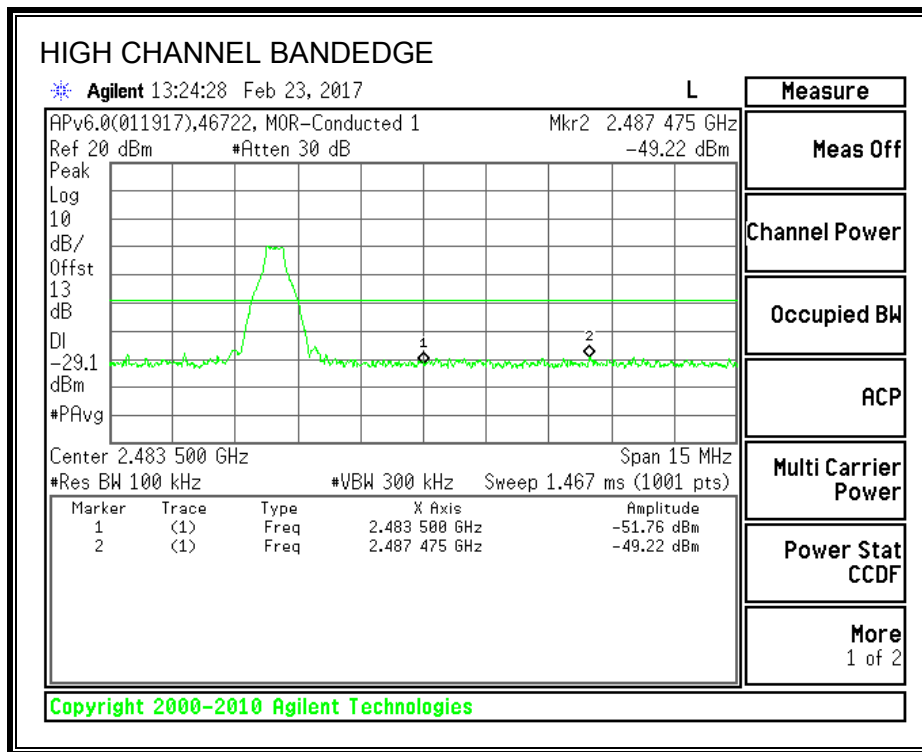 HIGH CHANNEL BANDEDGE
Agilent 13:24:28 Feb 23, 2017 L
Measure
APv6.0(011917),46722, MOR-Conducted 1 Mkr2 2.487 475 GHz
Ref 20 dBm #Atten 30 dB -49.22 dBm
Meas Off
Peak
Log
10
dB/
Offst
13
dB
DI
-29.1
dBm
#PAvg
1
2
Channel Power
Occupied BW
ACP
Center 2.483 500 GHz Span 15 MHz
#Res BW 100 kHz #VBW 300 kHz Sweep 1.467 ms (1001 pts)
Multi Carrier
Power
Marker Trace Type X Axis Amplitude
1 (1) Freq 2.483 500 GHz -51.76 dBm
2 (1) Freq 2.487 475 GHz -49.22 dBm
Power Stat
CCDF
More
1 of 2
Copyright 2000-2010 Agilent Technologies